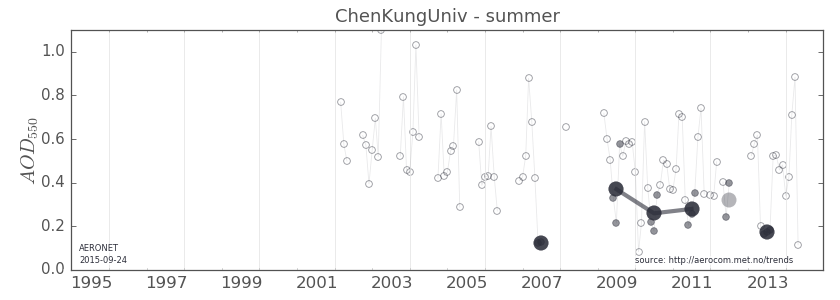 ChenKungUniv - summer
1.0
0.8
0.6
0.4
0.2
0.0
AOD550
AERONET
2015-09-24
source: http://aerocom.met.no/trends
1995 1997 1999 2001 2003 2005 2007 2009 2011 2013